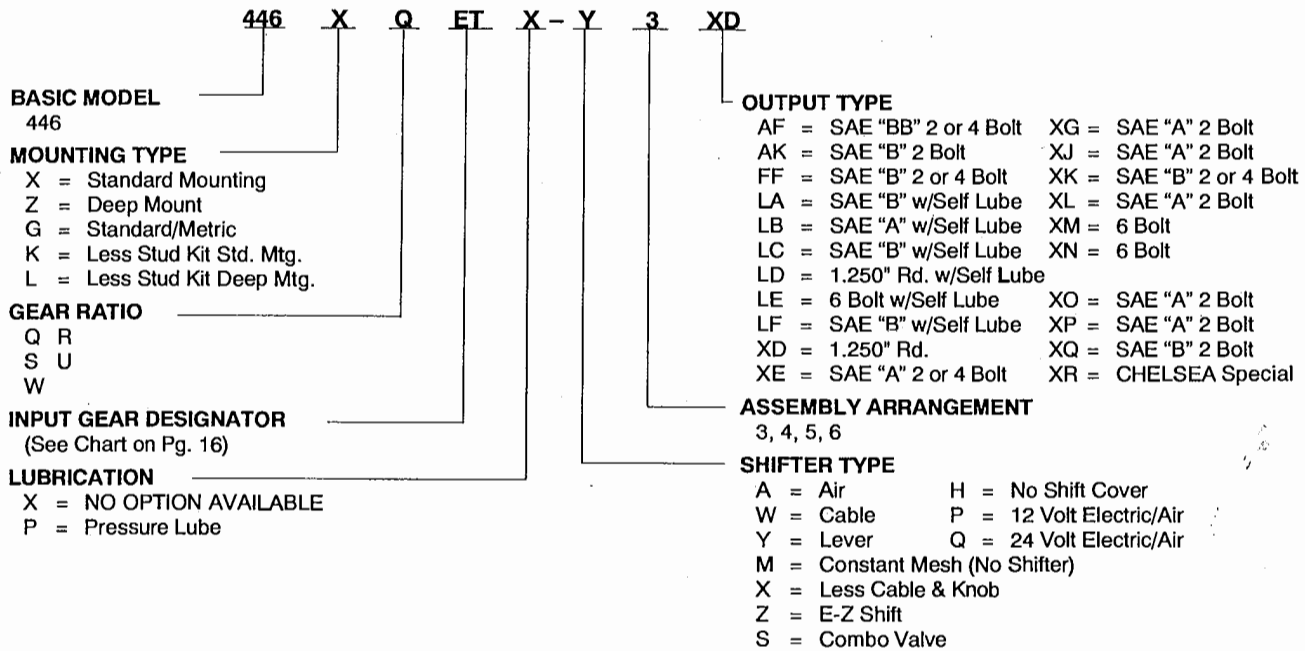 446 X Q ET X – Y 3 XD
BASIC MODEL
446
MOUNTING TYPE
X = Standard Mounting
Z = Deep Mount
G = Standard/Metric
K = Less Stud Kit Std. Mtg.
L = Less Stud Kit Deep Mtg.
GEAR RATIO
Q R
S U
W
INPUT GEAR DESIGNATOR
(See Chart on Pg. 16)
LUBRICATION
X = NO OPTION AVAILABLE
P = Pressure Lube
OUTPUT TYPE
AF = SAE “BB” 2 or 4 Bolt XG = SAE “A” 2 Bolt
AK = SAE “B” 2 Bolt XJ = SAE “A” 2 Bolt
FF = SAE “B” 2 or 4 Bolt XK = SAE “B” 2 or 4 Bolt
LA = SAE “B” w/Self Lube XL = SAE “A” 2 Bolt
LB = SAE “A” w/Self Lube XM = 6 Bolt
LC = SAE “B” w/Self Lube XN = 6 Bolt
LD = 1.250" Rd. w/Self Lube
LE = 6 Bolt w/Self Lube XO = SAE “A” 2 Bolt
LF = SAE “B” w/Self Lube XP = SAE “A” 2 Bolt
XD = 1.250" Rd. XQ = SAE “B” 2 Bolt
XE = SAE “A” 2 or 4 Bolt XR = CHELSEA Special
ASSEMBLY ARRANGEMENT
3, 4, 5, 6
SHIFTER TYPE
A = Air H = No Shift Cover
W = Cable P = 12 Volt Electric/Air
Y = Lever Q = 24 Volt Electric/Air
M = Constant Mesh (No Shifter)
X = Less Cable & Knob
Z = E-Z Shift
S = Combo Valve